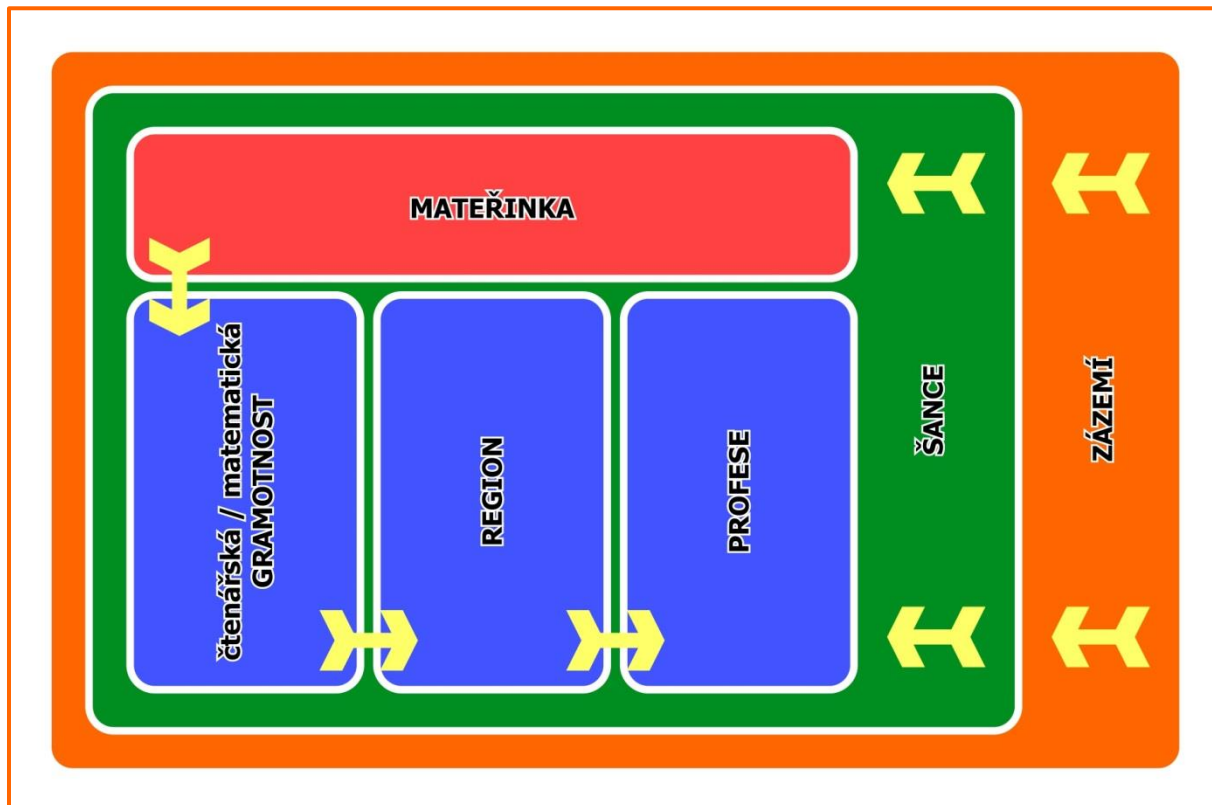 MATEŘINKA
čtenářská / matematická
GRAMOTNOST
REGION
PROFESE
ŠANCE
ZÁZEMÍ